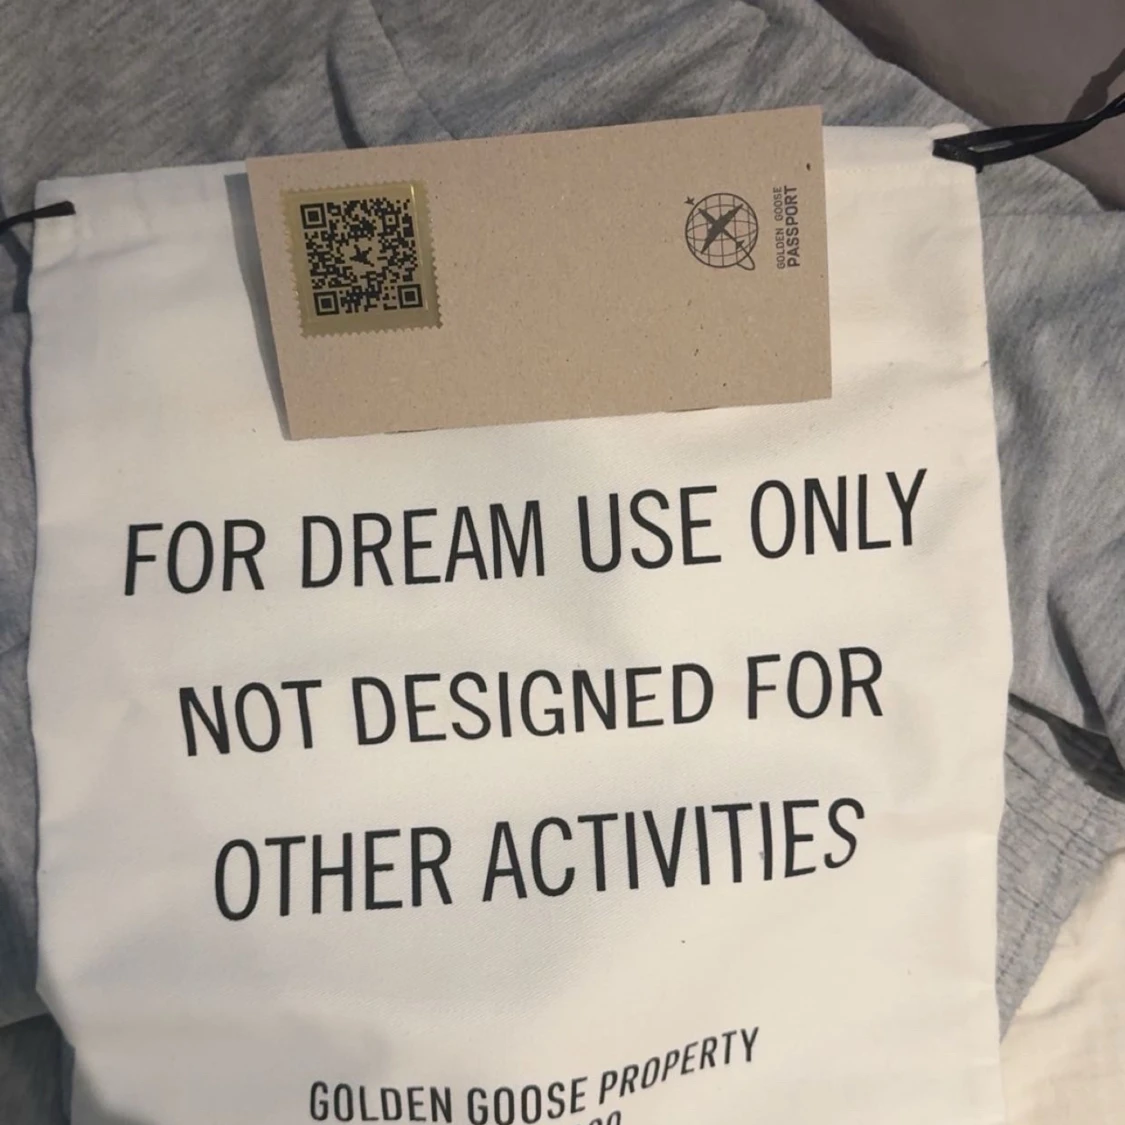 GOLDEN GOOSE
PASSPORT
FOR DREAM USE ONLY
NOT DESIGNED FOR
OTHER ACTIVITIES
GOLDEN GOOSE PROPERTY